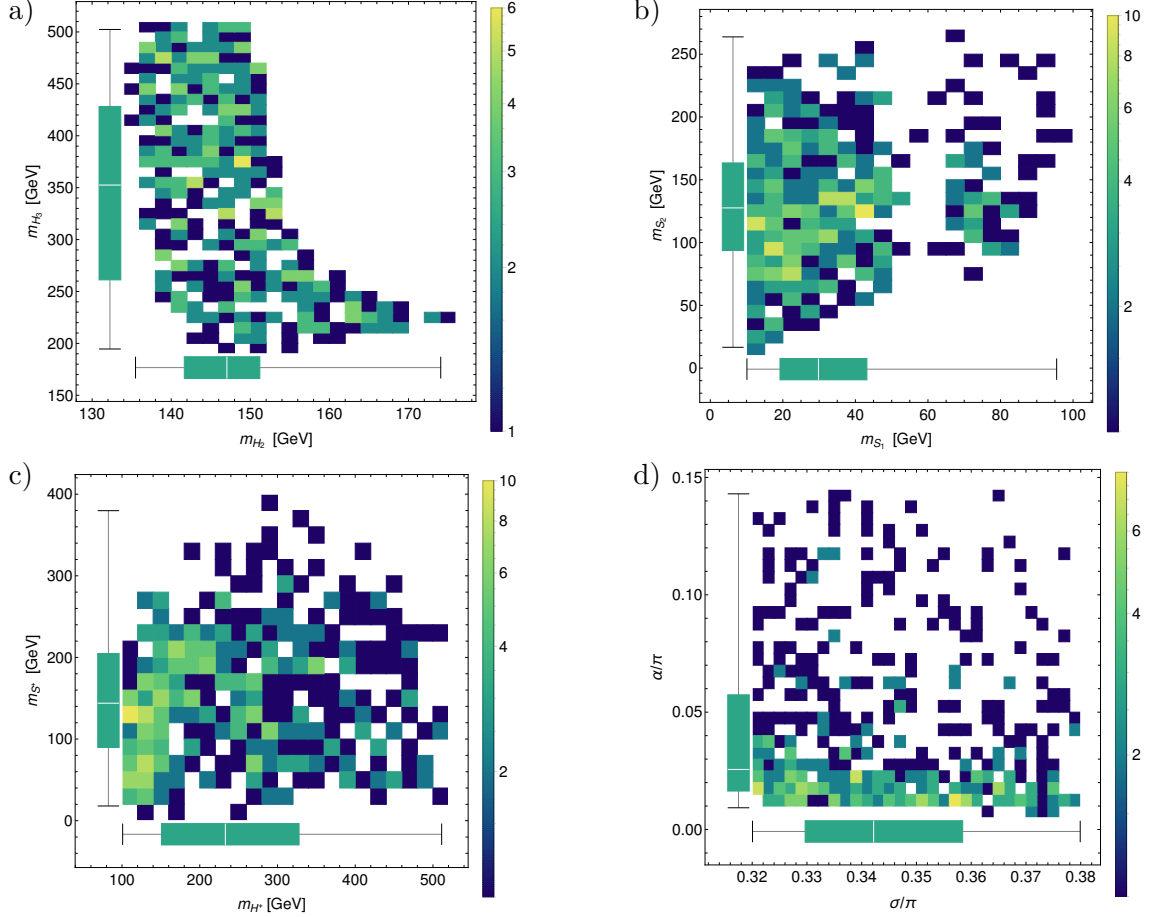 a)
500
450
400
350
300
250
200
150
m_{H_3} [GeV]
130 140 150 160 170
m_{H_2} [GeV]
6
5
4
3
2
1
b)
250
200
150
100
50
0
m_{S_2} [GeV]
0 20 40 60 80 100
m_{S_1} [GeV]
10
8
6
4
2
c)
400
300
200
100
0
m_{S^+} [GeV]
100 200 300 400 500
m_{H^+} [GeV]
10
8
6
4
2
d)
0.15
0.10
0.05
0.00
α/π
0.32 0.33 0.34 0.35 0.36 0.37 0.38
σ/π
6
4
2